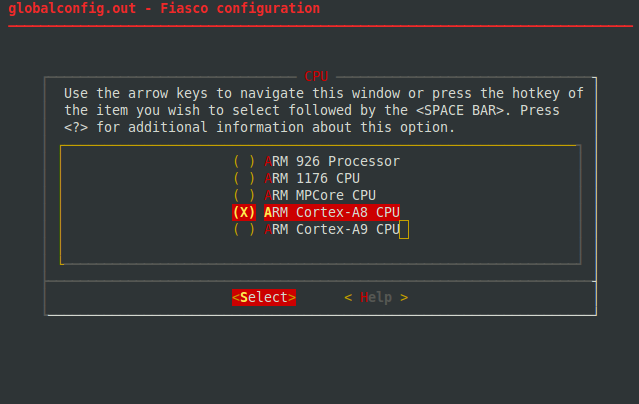 globalconfig.out - Fiasco configuration
CPU
Use the arrow keys to navigate this window or press the hotkey of
the item you wish to select followed by the <SPACE BAR>. Press
<?> for additional information about this option.
( ) ARM 926 Processor
( ) ARM 1176 CPU
( ) ARM MPCore CPU
(X) ARM Cortex-A8 CPU
( ) ARM Cortex-A9 CPU
<Select> < Help >